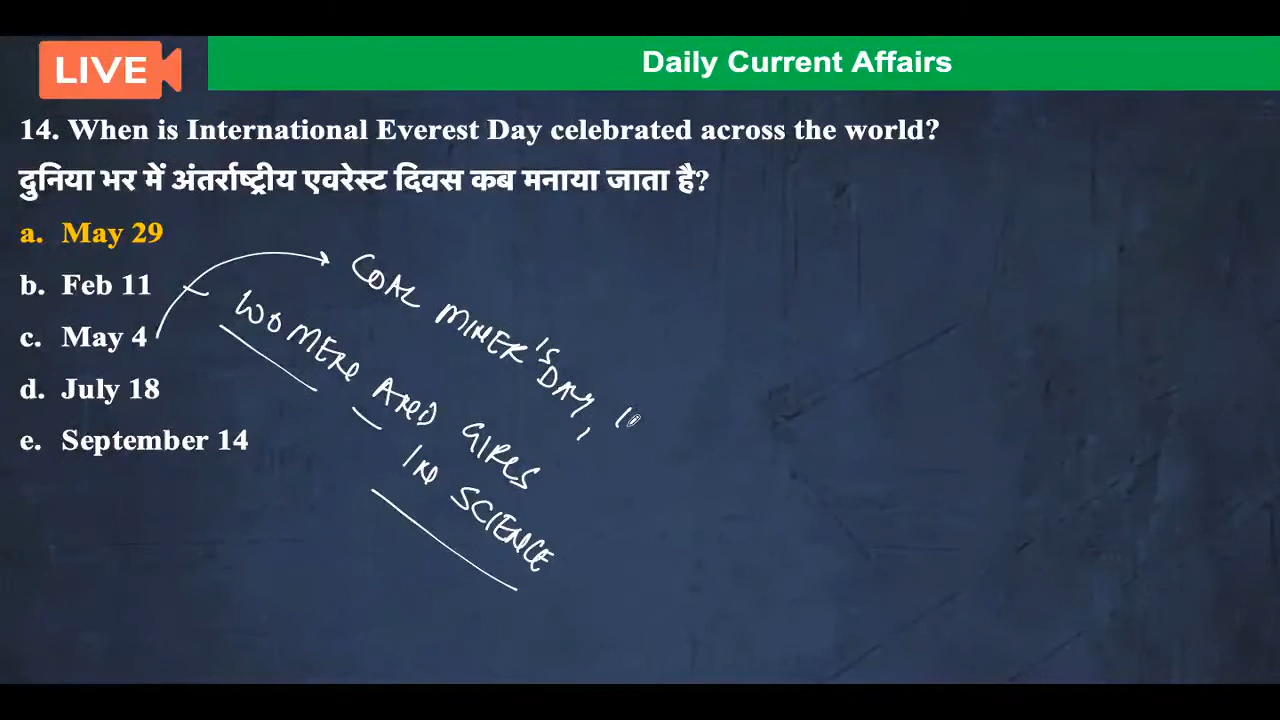 LIVE
Daily Current Affairs
14. When is International Everest Day celebrated across the world?
दुनिया भर में अंतर्राष्ट्रीय एवरेस्ट दिवस कब मनाया जाता है?
a. May 29
b. Feb 11
c. May 4
d. July 18
e. September 14
COAL MINER'S DAY,
WOMEN AND GIRLS
IN SCIENCE